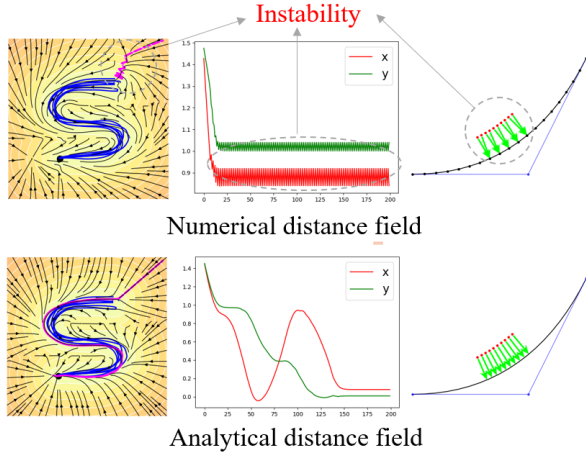 Instability
1.5
1.4
1.3
1.2
1.1
1.0
0.9
x
y
0 25 50 75 100 125 150 175 200
Numerical distance field
1.4
1.2
1.0
0.8
0.6
0.4
0.2
0.0
x
y
0 25 50 75 100 125 150 175 200
Analytical distance field